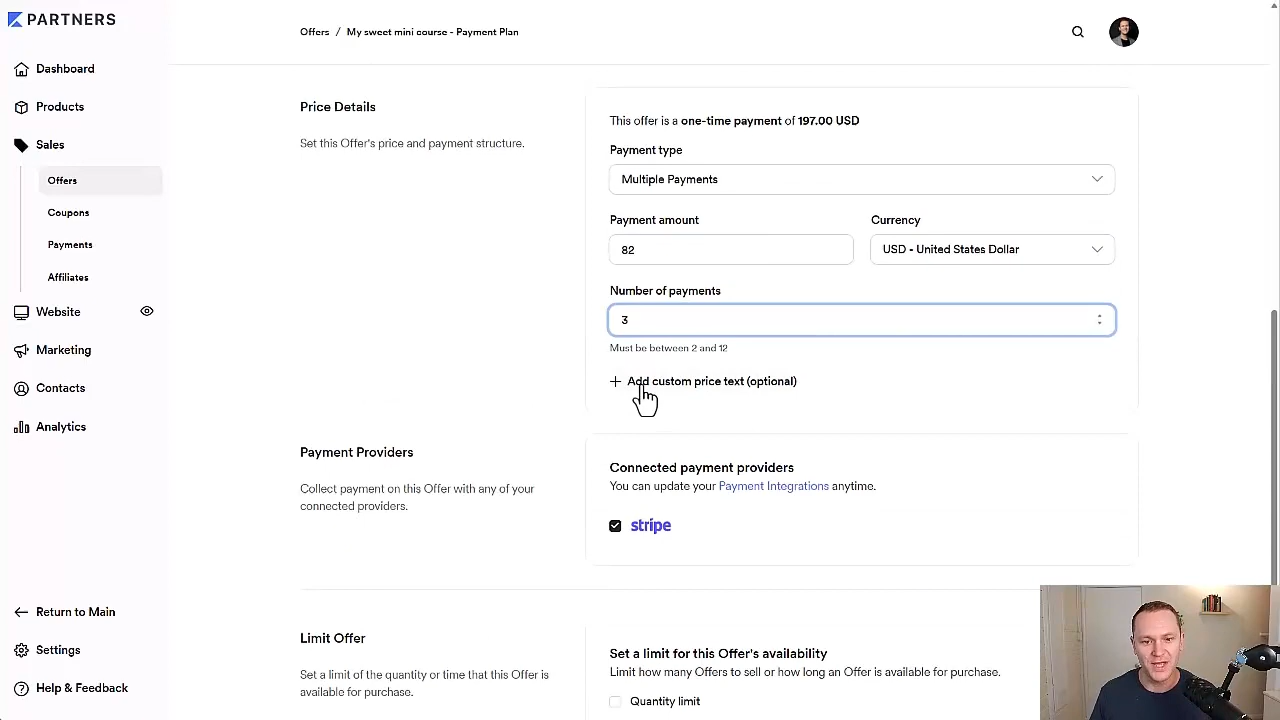 PARTNERS
Offers / My sweet mini course - Payment Plan
Dashboard
Products
Sales
Offers
Coupons
Payments
Affiliates
Website
Marketing
Contacts
Analytics
Return to Main
Settings
Help & Feedback
Price Details
Set this Offer's price and payment structure.
This offer is a one-time payment of 197.00 USD
Payment type
Multiple Payments
Payment amount
Currency
82
USD - United States Dollar
Number of payments
3
Must be between 2 and 12
+ Add custom price text (optional)
Payment Providers
Collect payment on this Offer with any of your
connected providers.
Connected payment providers
You can update your Payment Integrations anytime.
stripe
Limit Offer
Set a limit of the quantity or time that this Offer is
available for purchase.
Set a limit for this Offer's availability
Limit how many Offers to sell or how long an Offer is available for purchase.
Quantity limit